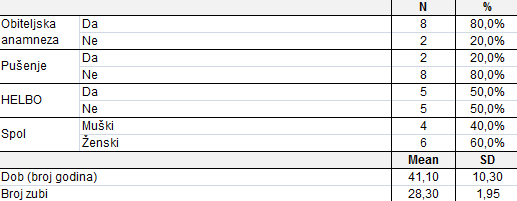 N %
Obiteljska anamneza Da 8 80,0%
Ne 2 20,0%
Pušenje Da 2 20,0%
Ne 8 80,0%
HELBO Da 5 50,0%
Ne 5 50,0%
Spol Muški 4 40,0%
Ženski 6 60,0%
Mean SD
Dob (broj godina) 41,10 10,30
Broj zubi 28,30 1,95